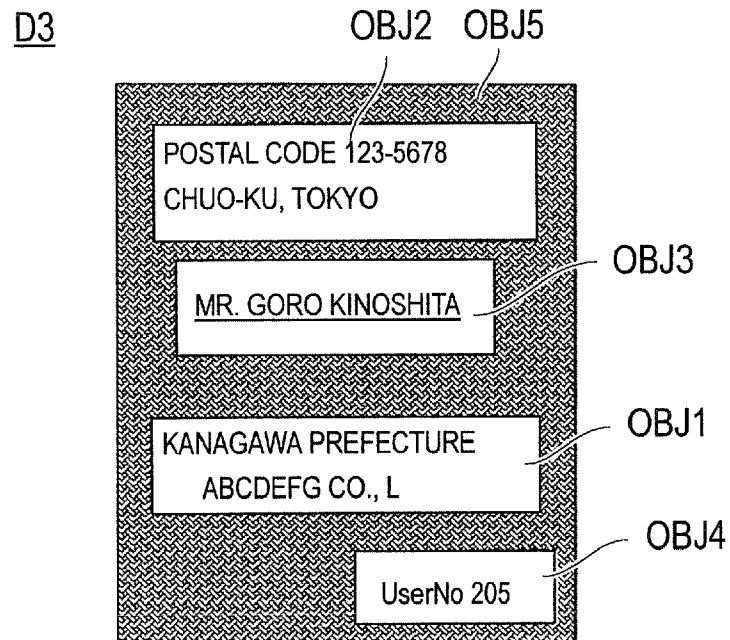 D3
OBJ2 OBJ5
POSTAL CODE 123-5678
CHUO-KU, TOKYO
OBJ3
MR. GORO KINOSHITA
OBJ1
KANAGAWA PREFECTURE
ABCDEFG CO., L
OBJ4
UserNo 205